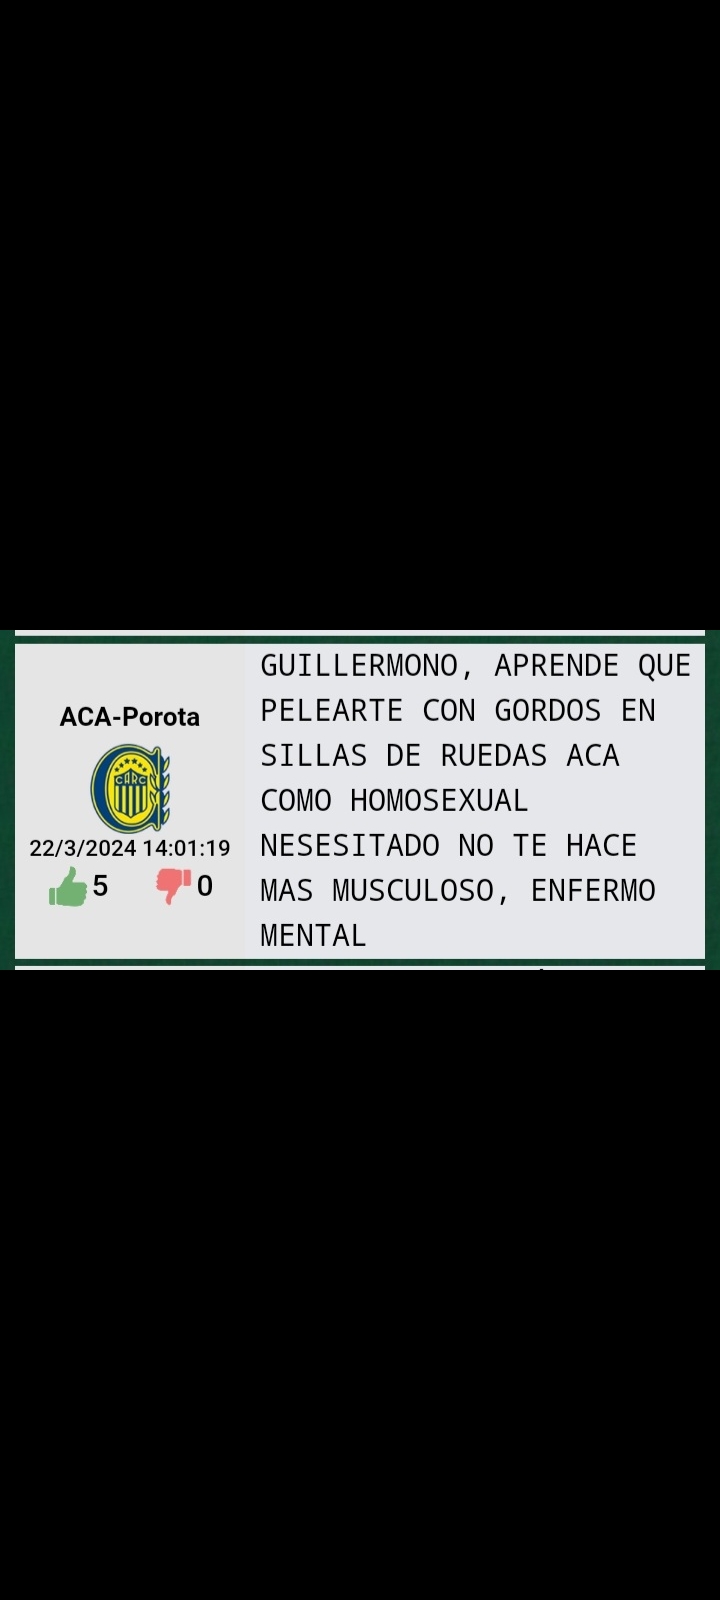 GUILLERMONO, APRENDE QUE
ACA-Porota
PELEARTE CON GORDOS EN
SILLAS DE RUEDAS ACA
CARC
COMO HOMOSEXUAL
22/3/2024 14:01:19
NESESITADO NO TE HACE
5
0
MAS MUSCULOSO, ENFERMO
MENTAL